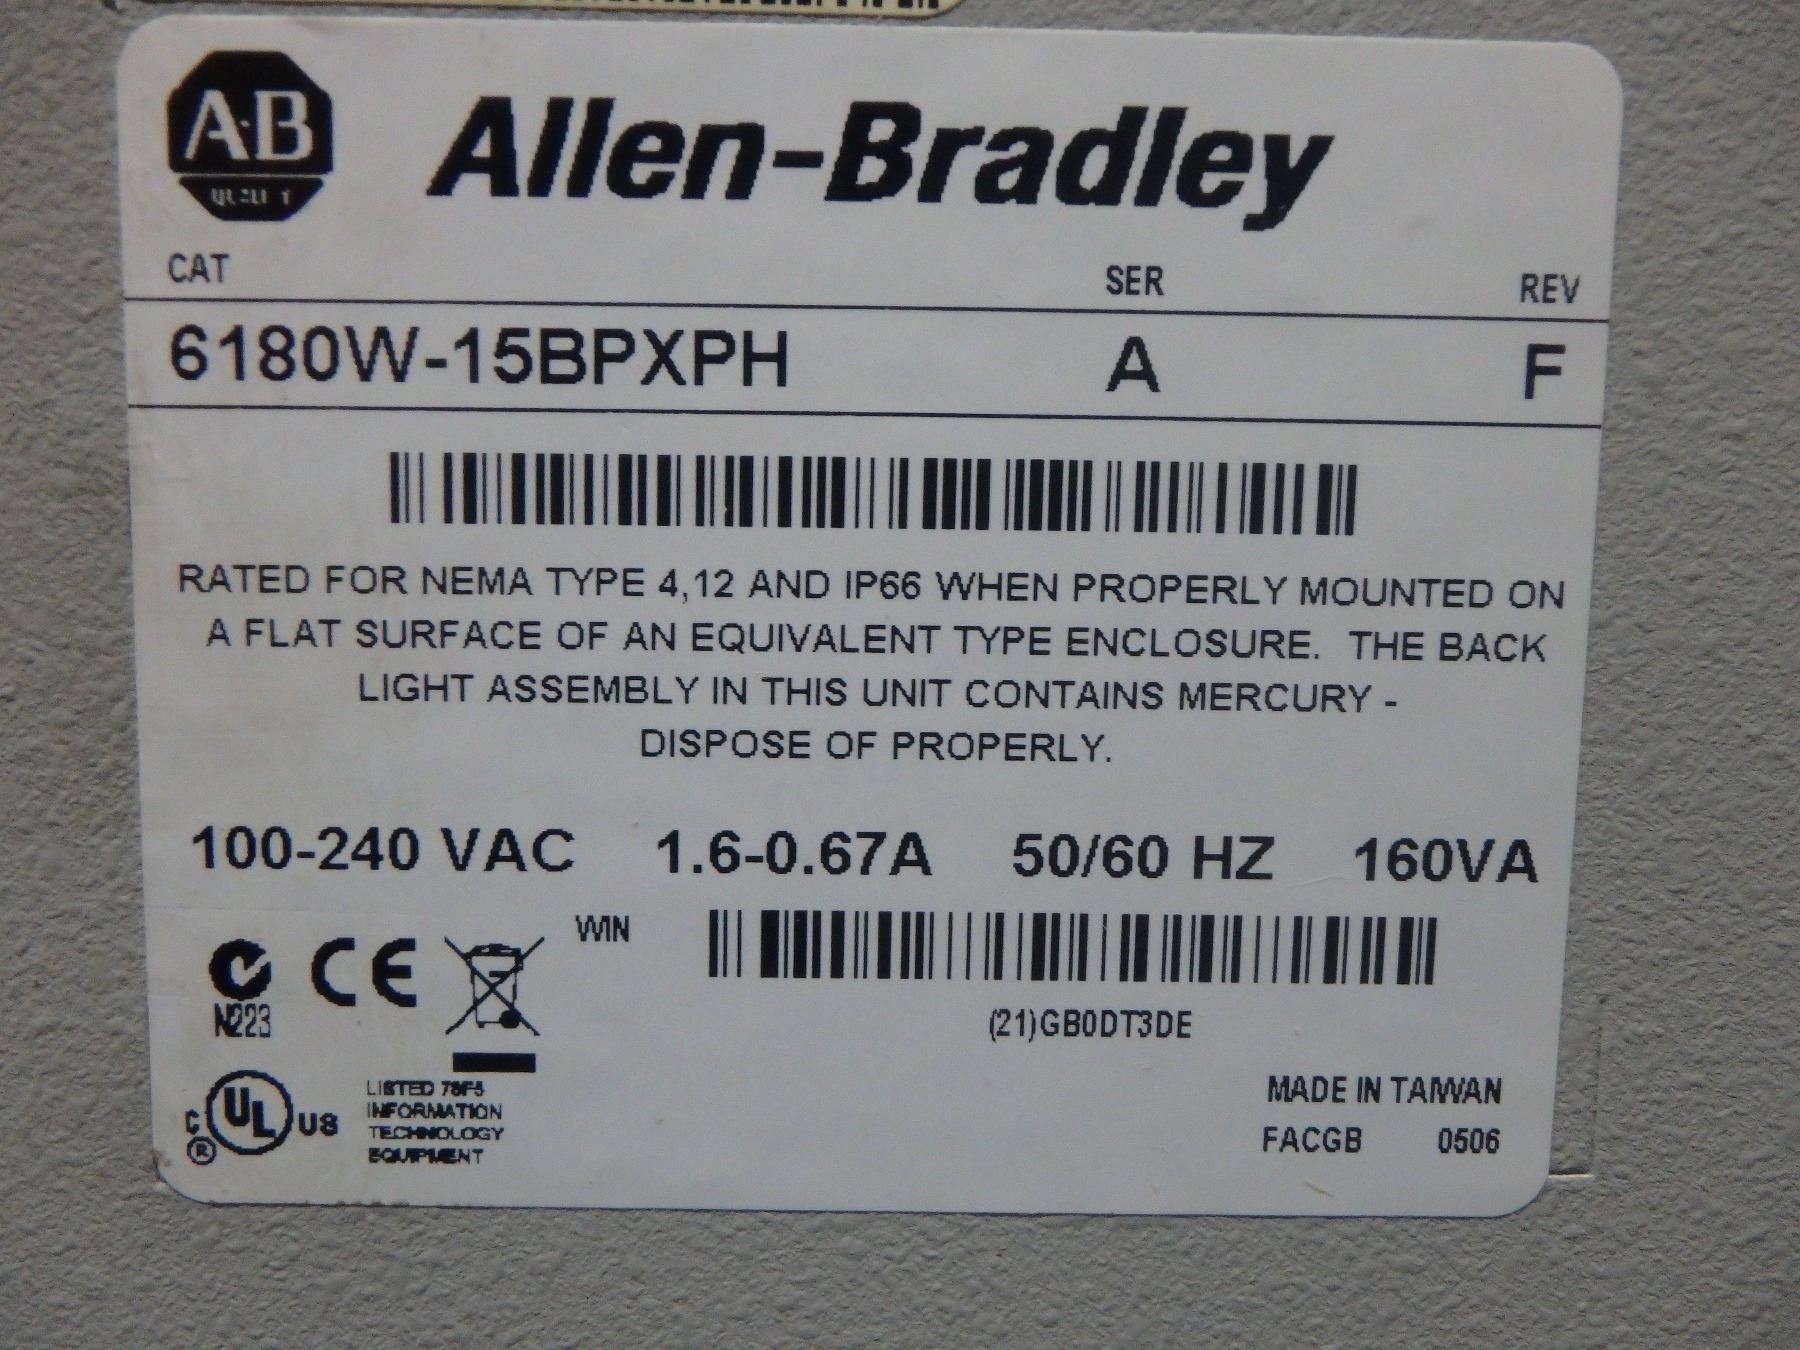 A·B
Allen-Bradley
CAT SER REV
6180W-15BPXPH A F
RATED FOR NEMA TYPE 4,12 AND IP66 WHEN PROPERLY MOUNTED ON
A FLAT SURFACE OF AN EQUIVALENT TYPE ENCLOSURE. THE BACK
LIGHT ASSEMBLY IN THIS UNIT CONTAINS MERCURY -
DISPOSE OF PROPERLY.
100-240 VAC 1.6-0.67A 50/60 HZ 160VA
WIN
CE
N223
(21)GB0DT3DE
C UL US
®
LISTED
INFORMATION
TECHNOLOGY
EQUIPMENT
MADE IN TAIWAN
FACGB 0506